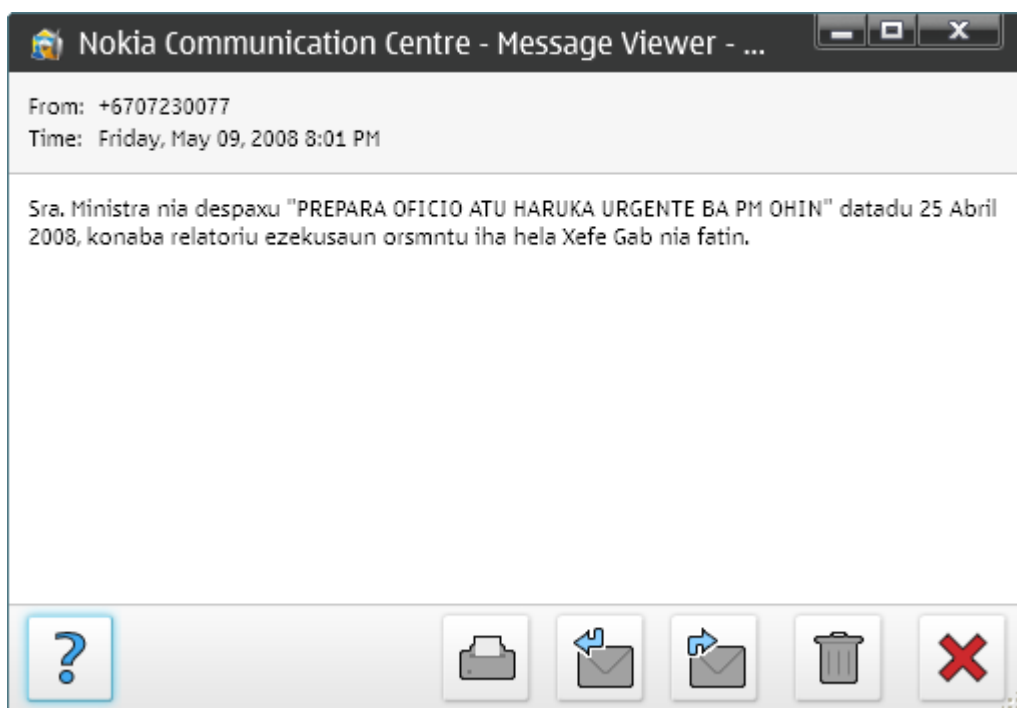 Nokia Communication Centre - Message Viewer - ...
From: +6707230077
Time: Friday, May 09, 2008 8:01 PM
Sra. Ministra nia despaxu "PREPARA OFICIO ATU HARUKA URGENTE BA PM OHIN" datadu 25 Abril
2008, konaba relatoriu ezekusaun orsmntu iha hela Xefe Gab nia fatin.